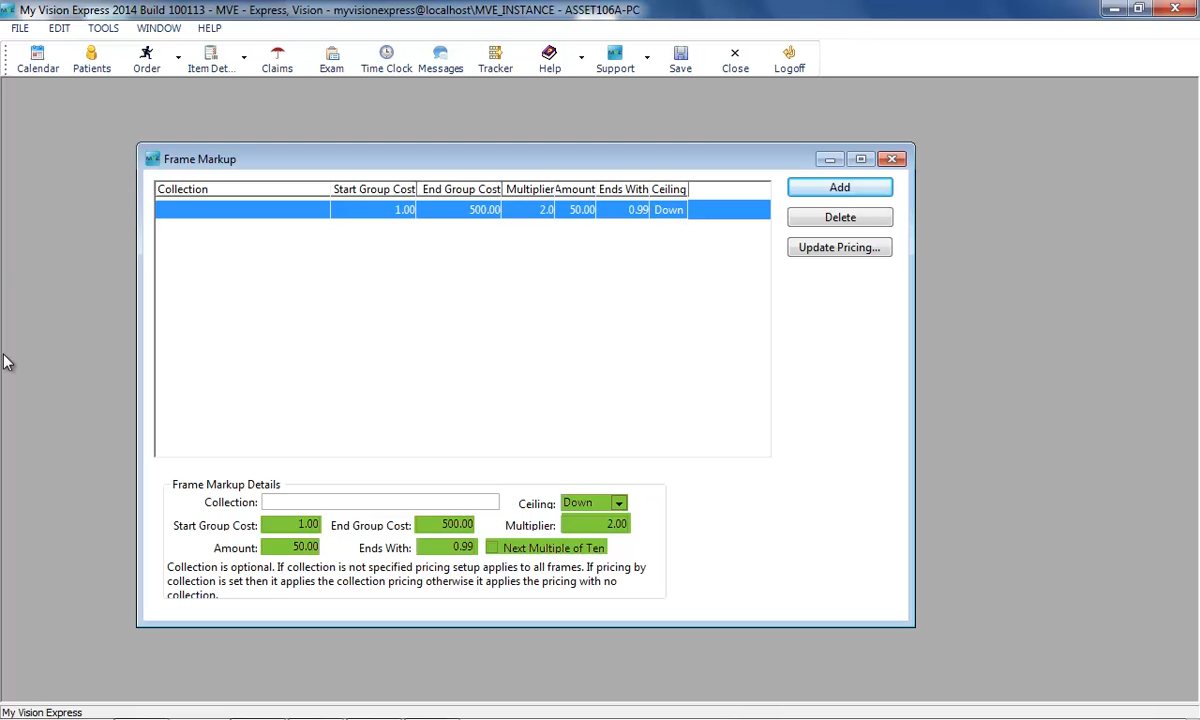 My Vision Express 2014 Build 100113 - MVE - Express, Vision - myvisionexpress@localhost\MVE_INSTANCE - ASSET106A-PC
FILE EDIT TOOLS WINDOW HELP
Calendar Patients Order Item Det... Claims Exam Time Clock Messages Tracker Help Support Save Close Logoff
Frame Markup
Collection Start Group Cost End Group Cost Multiplier Amount Ends With Ceiling
1.00 500.00 2.0 50.00 0.99 Down
Add
Delete
Update Pricing...
Frame Markup Details
Collection: Ceiling: Down
Start Group Cost: 1.00 End Group Cost: 500.00 Multiplier: 2.00
Amount: 50.00 Ends With: 0.99 Next Multiple of Ten
Collection is optional. If collection is not specified pricing setup applies to all frames. If pricing by
collection is set then it applies the collection pricing otherwise it applies the pricing with no
collection.
My Vision Express